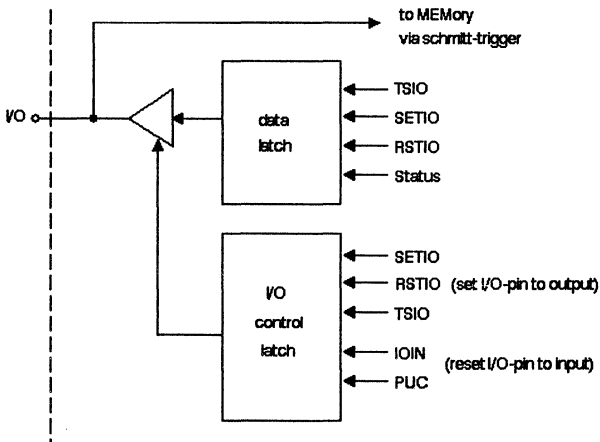 to MEMory
via schmitt-trigger
I/O
data
latch
TSIO
SETIO
RSTIO
Status
I/O
control
latch
SETIO
RSTIO (set I/O-pin to output)
TSIO
IOIN
(reset I/O-pin to input)
PUC